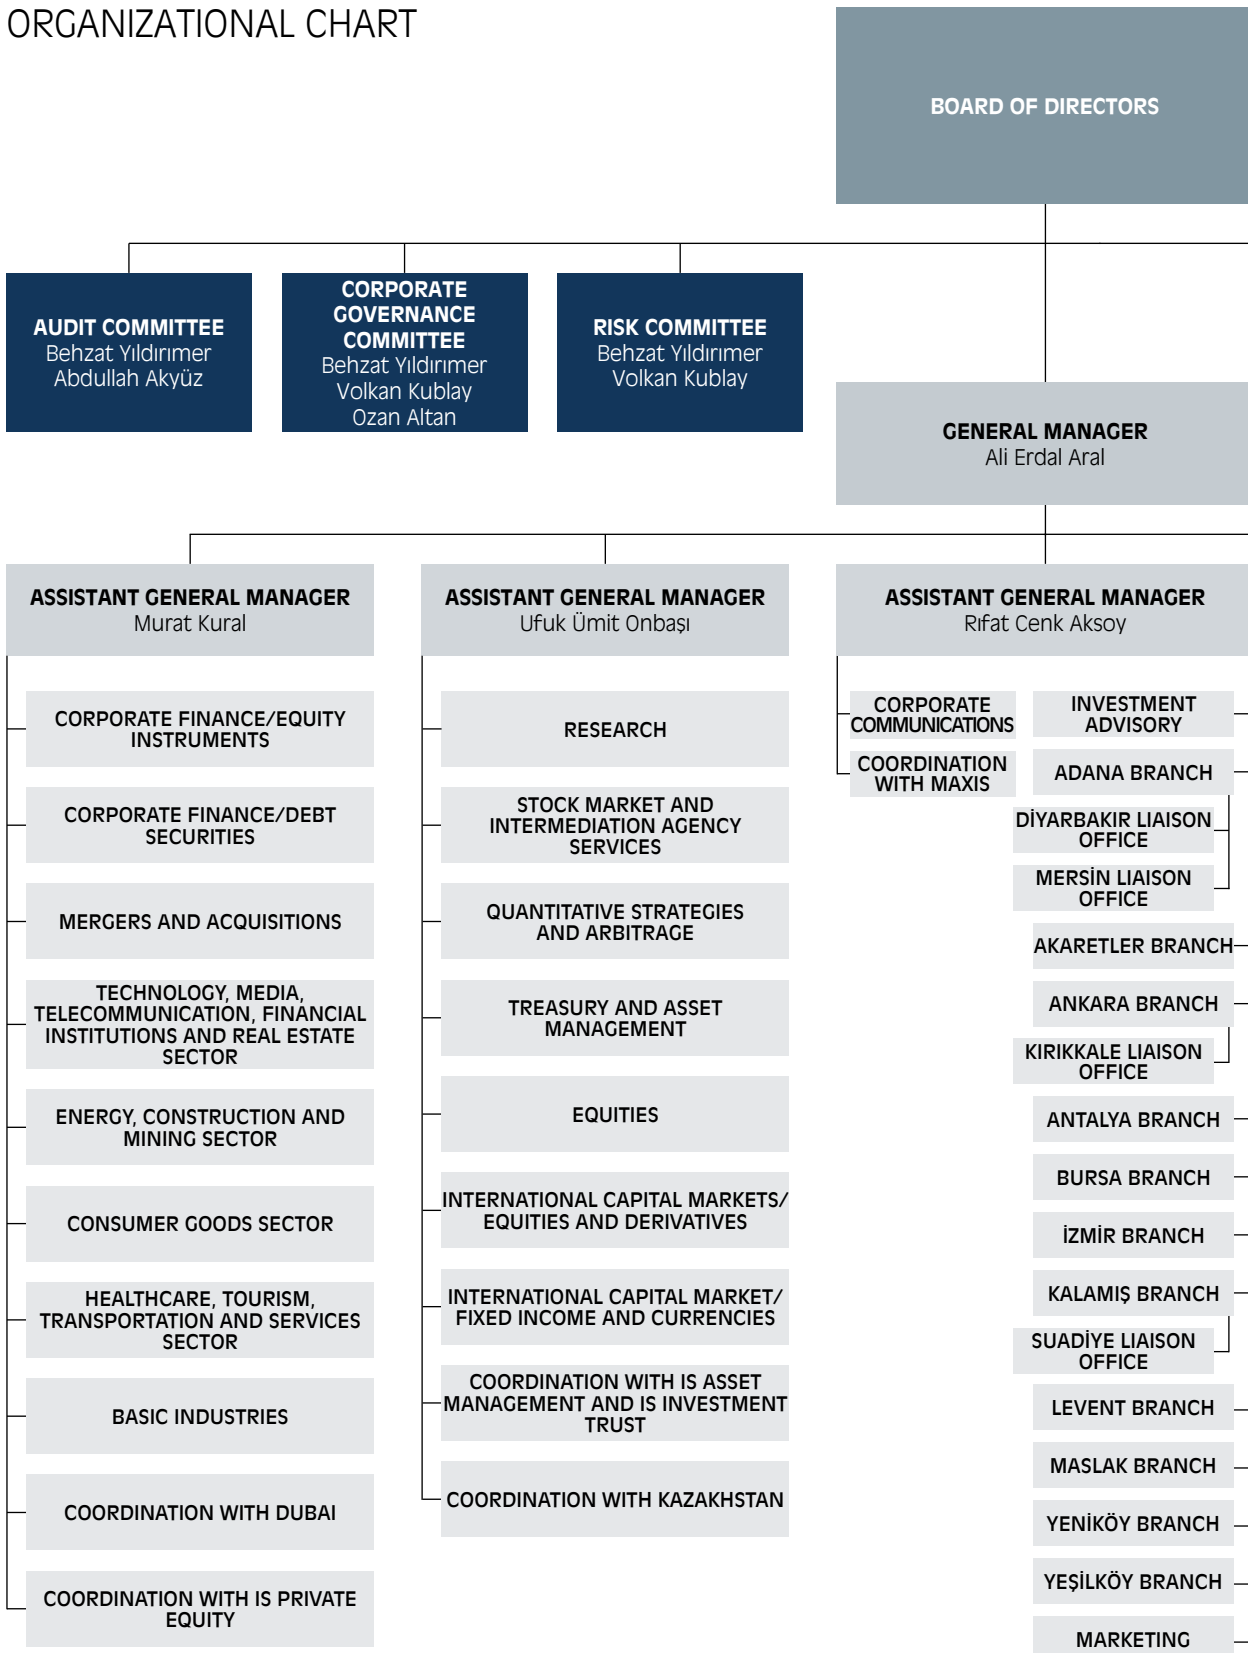 ORGANIZATIONAL CHART
BOARD OF DIRECTORS
AUDIT COMMITTEE
Behzat Yıldırımer
Abdullah Akyüz
CORPORATE
GOVERNANCE
COMMITTEE
Behzat Yıldırımer
Volkan Kublay
Ozan Altan
RISK COMMITTEE
Behzat Yıldırımer
Volkan Kublay
GENERAL MANAGER
Ali Erdal Aral
ASSISTANT GENERAL MANAGER
Murat Kural
CORPORATE FINANCE/EQUITY
INSTRUMENTS
CORPORATE FINANCE/DEBT
SECURITIES
MERGERS AND ACQUISITIONS
TECHNOLOGY, MEDIA,
TELECOMMUNICATION, FINANCIAL
INSTITUTIONS AND REAL ESTATE
SECTOR
ENERGY, CONSTRUCTION AND
MINING SECTOR
CONSUMER GOODS SECTOR
HEALTHCARE, TOURISM,
TRANSPORTATION AND SERVICES
SECTOR
BASIC INDUSTRIES
COORDINATION WITH DUBAI
COORDINATION WITH IS PRIVATE
EQUITY
ASSISTANT GENERAL MANAGER
Ufuk Ümit Onbaşı
RESEARCH
STOCK MARKET AND
INTERMEDIATION AGENCY
SERVICES
QUANTITATIVE STRATEGIES
AND ARBITRAGE
TREASURY AND ASSET
MANAGEMENT
EQUITIES
INTERNATIONAL CAPITAL MARKETS/
EQUITIES AND DERIVATIVES
INTERNATIONAL CAPITAL MARKET/
FIXED INCOME AND CURRENCIES
COORDINATION WITH IS ASSET
MANAGEMENT AND IS INVESTMENT
TRUST
COORDINATION WITH KAZAKHSTAN
ASSISTANT GENERAL MANAGER
Rıfat Cenk Aksoy
CORPORATE
COMMUNICATIONS
COORDINATION
WITH MAXIS
INVESTMENT
ADVISORY
ADANA BRANCH
DİYARBAKIR LIAISON
OFFICE
MERSİN LIAISON
OFFICE
AKARETLER BRANCH
ANKARA BRANCH
KIRIKKALE LIAISON
OFFICE
ANTALYA BRANCH
BURSA BRANCH
İZMİR BRANCH
KALAMIŞ BRANCH
SUADİYE LIAISON
OFFICE
LEVENT BRANCH
MASLAK BRANCH
YENİKÖY BRANCH
YEŞİLKÖY BRANCH
MARKETING